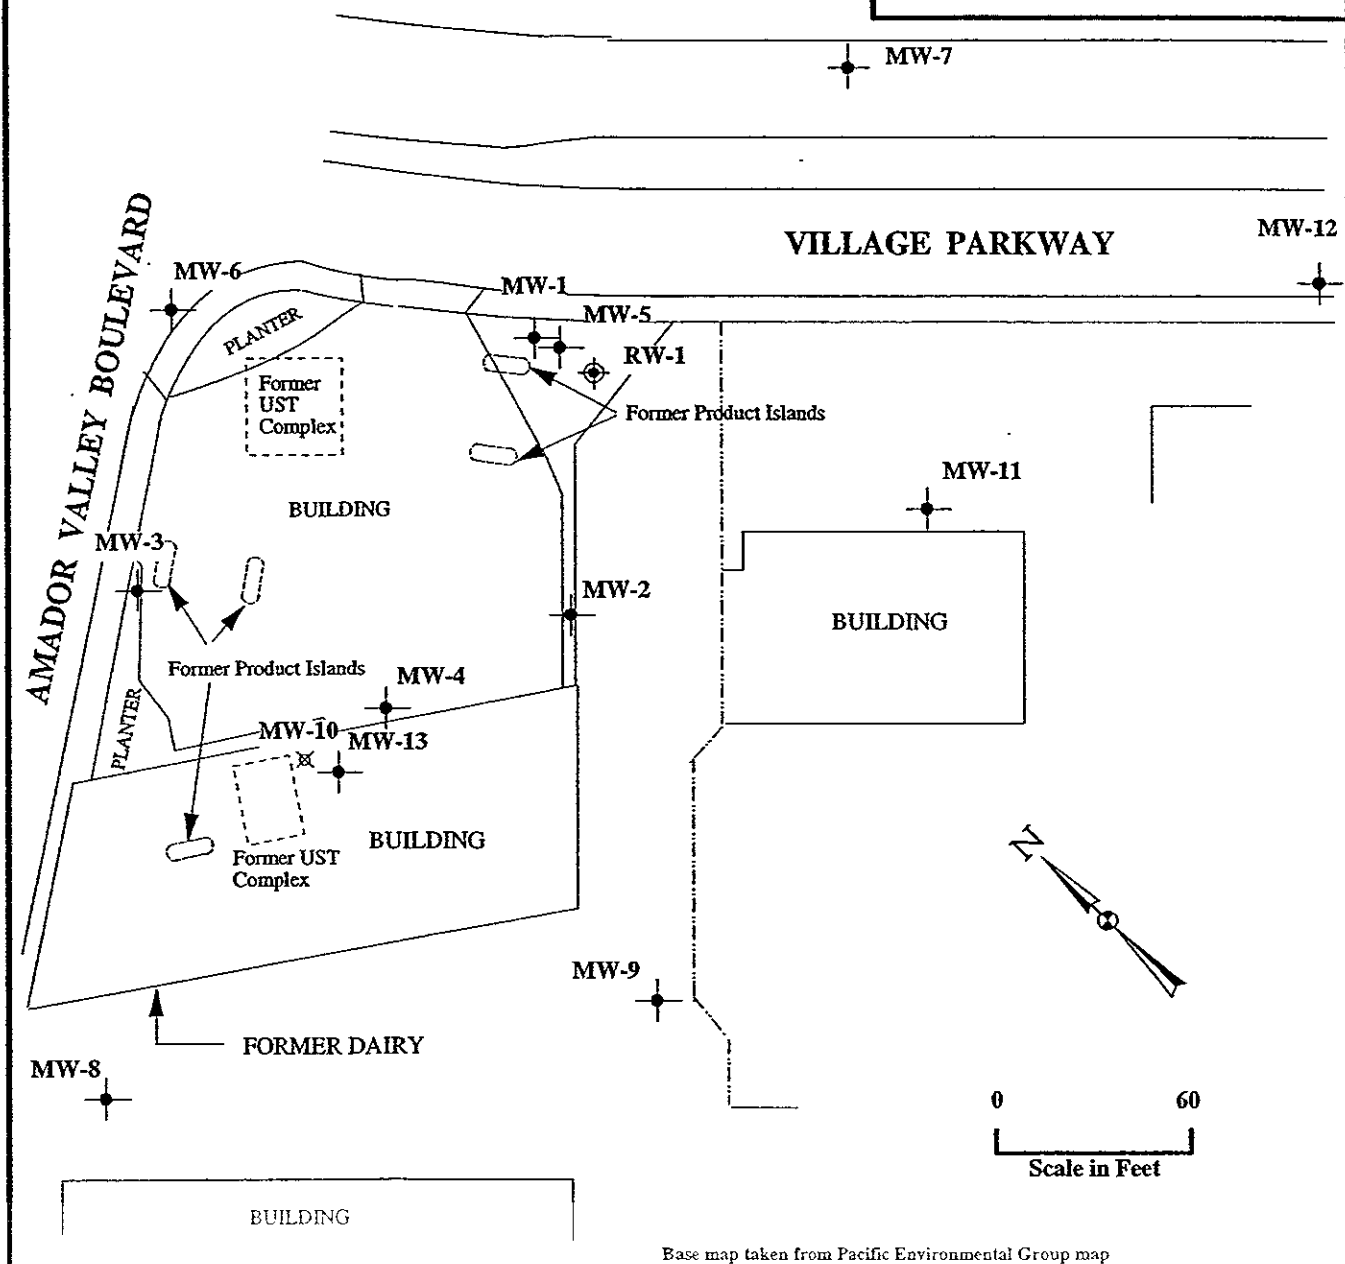 MW-7
VILLAGE PARKWAY
MW-12
AMADOR VALLEY BOULEVARD
MW-6
MW-1
MW-5
PLANTER
RW-1
Former
UST
Complex
Former Product Islands
MW-11
BUILDING
MW-3
MW-2
BUILDING
Former Product Islands
MW-4
PLANTER
MW-10
MW-13
BUILDING
Former UST
Complex
N
MW-9
FORMER DAIRY
MW-8
0 60
Scale in Feet
BUILDING
Base map taken from Pacific Environmental Group map